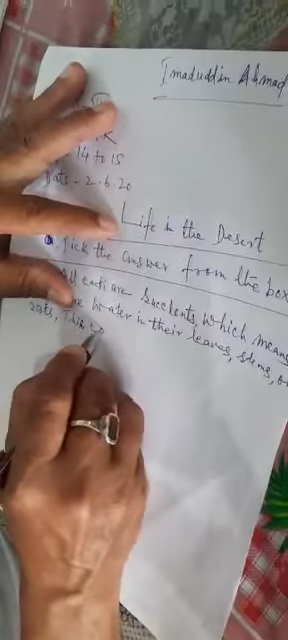 Imaduddin Ahmad
14 to 15
Date - 2.6.20
Life in the Desert
Pick the answer from the box
All cacti are Succulents, which means
water in their leaves, stems, or
roots, This